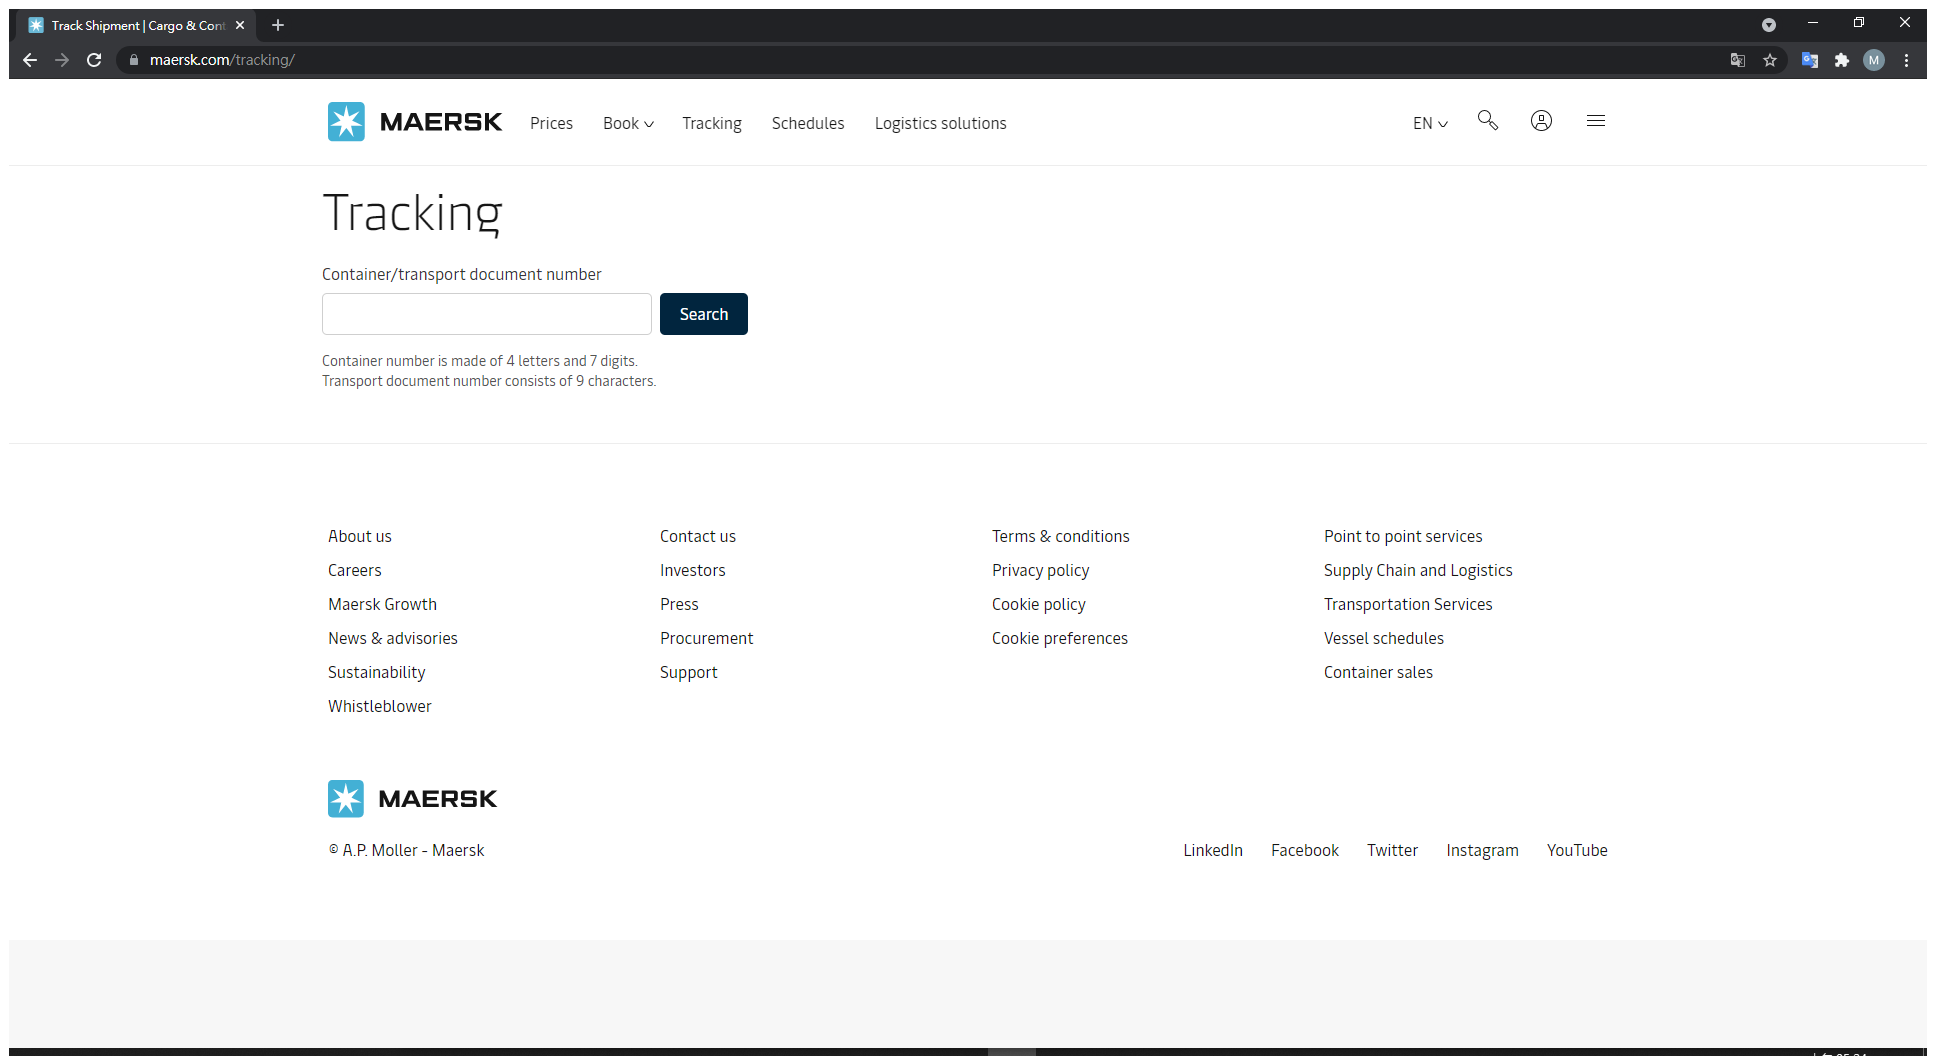 Track Shipment | Cargo & Cont
maersk.com/tracking/
M
MAERSK Prices Book Tracking Schedules Logistics solutions EN
Tracking
Container/transport document number
Search
Container number is made of 4 letters and 7 digits.
Transport document number consists of 9 characters.
About us Contact us Terms & conditions Point to point services
Careers Investors Privacy policy Supply Chain and Logistics
Maersk Growth Press Cookie policy Transportation Services
News & advisories Procurement Cookie preferences Vessel schedules
Sustainability Support Container sales
Whistleblower
MAERSK
© A.P. Moller - Maersk LinkedIn Facebook Twitter Instagram YouTube